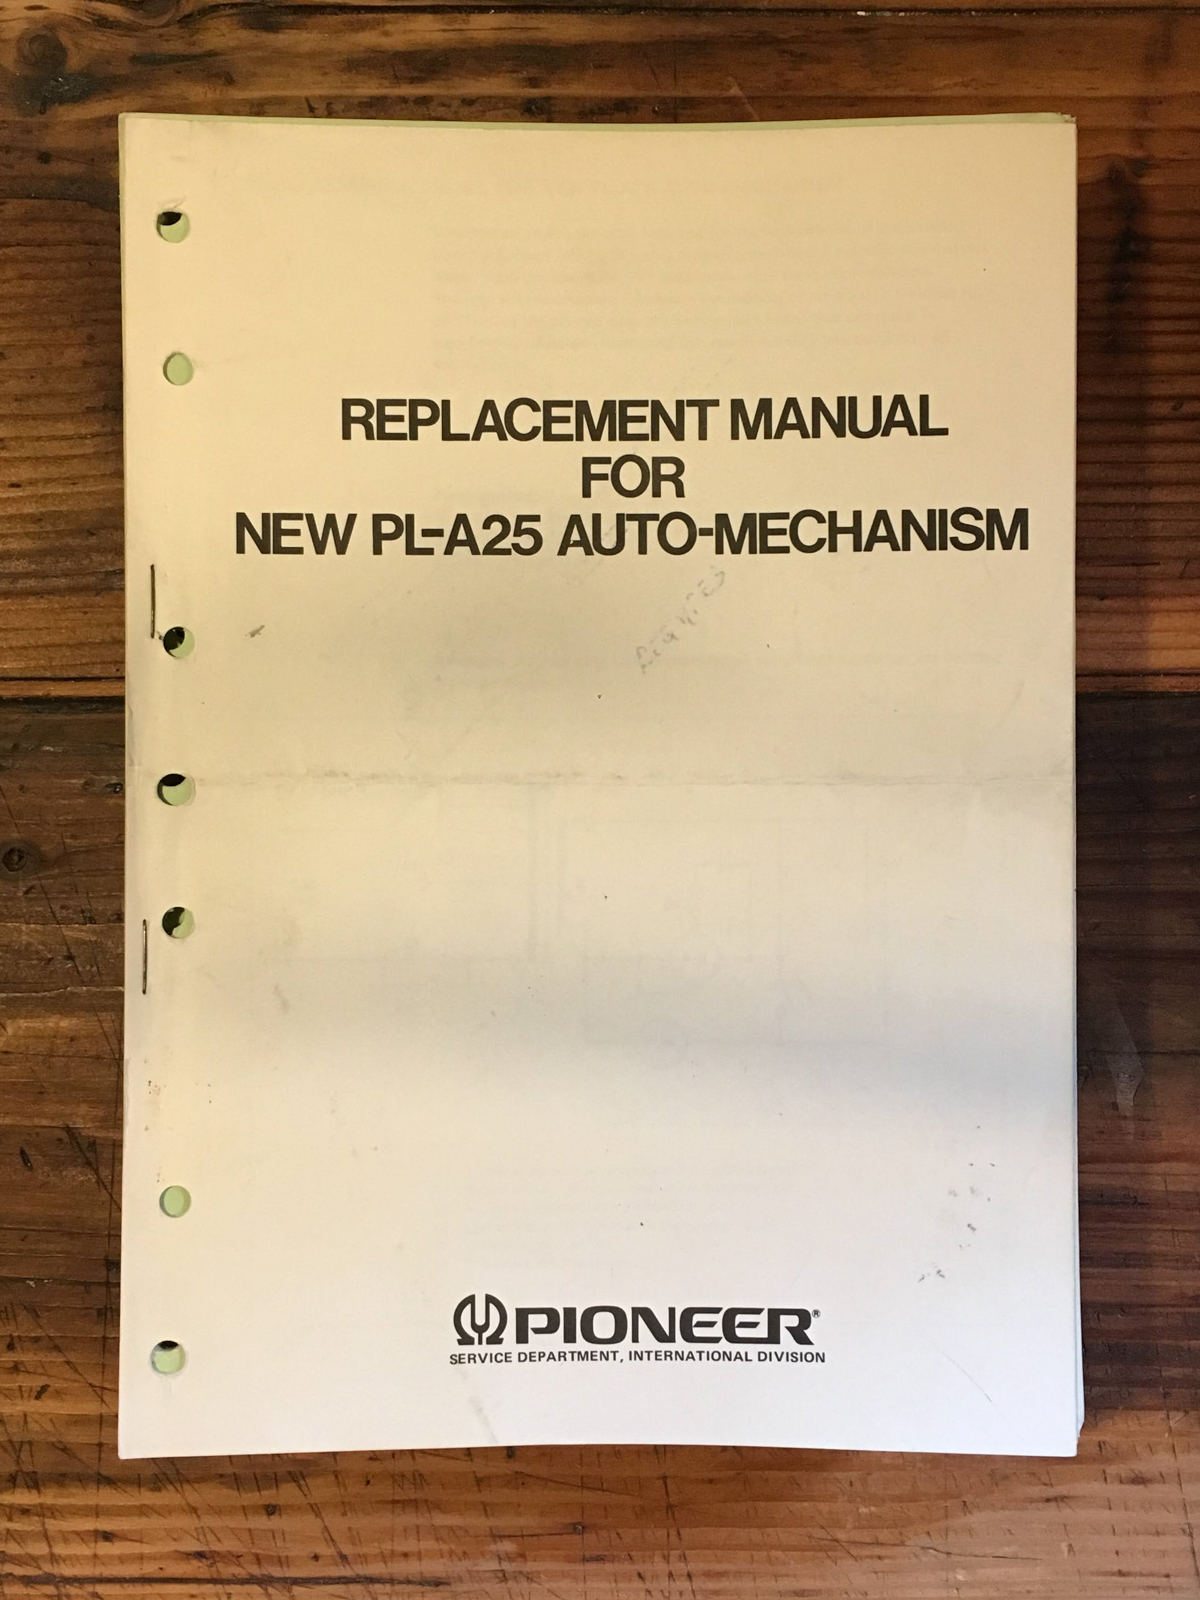 REPLACEMENT MANUAL
FOR
NEW PL-A25 AUTO-MECHANISM
PIONEER®
SERVICE DEPARTMENT, INTERNATIONAL DIVISION